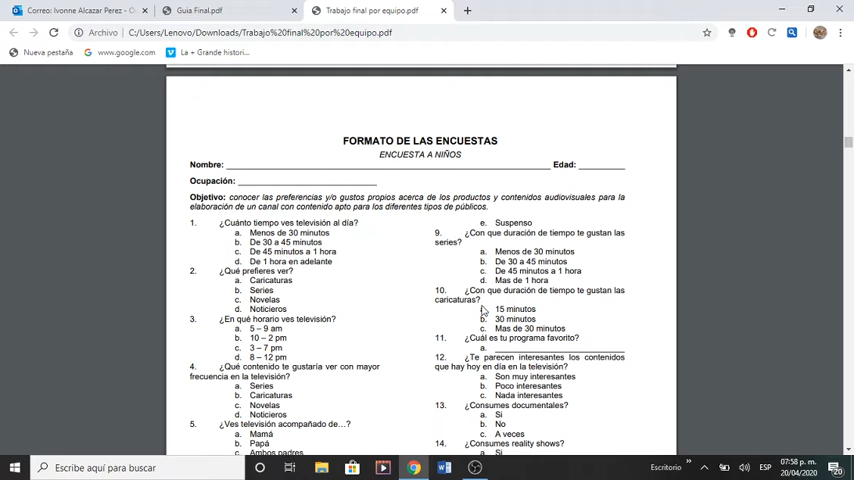 Correo: Ivonne Alcazar Perez - O
Guia Final.pdf
Trabajo final por equipo.pdf
Archivo
C:/Users/Lenovo/Downloads/Trabajo%20final%20por%20equipo.pdf
Nueva pestaña
www.google.com
La + Grande histori...
FORMATO DE LAS ENCUESTAS
ENCUESTA A NIÑOS
Nombre: Edad:
Ocupación:
Objetivo: conocer las preferencias y/o gustos propios acerca de los productos y contenidos audiovisuales para la
elaboración de un canal con contenido apto para los diferentes tipos de públicos.
1. ¿Cuánto tiempo ves televisión al día?
a. Menos de 30 minutos
b. De 30 a 45 minutos
c. De 45 minutos a 1 hora
d. De 1 hora en adelante
2. ¿Qué prefieres ver?
a. Caricaturas
b. Series
c. Novelas
d. Noticieros
3. ¿En qué horario ves televisión?
a. 5 – 9 am
b. 10 – 2 pm
c. 3 – 7 pm
d. 8 – 12 pm
4. ¿Qué contenido te gustaría ver con mayor
frecuencia en la televisión?
a. Series
b. Caricaturas
c. Novelas
d. Noticieros
5. ¿Ves televisión acompañado de…?
a. Mamá
b. Papá
c. Ambos padres
e. Suspenso
9. ¿Con que duración de tiempo te gustan las
series?
a. Menos de 30 minutos
b. De 30 a 45 minutos
c. De 45 minutos a 1 hora
d. Mas de 1 hora
10. ¿Con que duración de tiempo te gustan las
caricaturas?
15 minutos
b. 30 minutos
c. Mas de 30 minutos
11. ¿Cuál es tu programa favorito?
a.
12. ¿Te parecen interesantes los contenidos
que hay hoy en día en la televisión?
a. Son muy interesantes
b. Poco interesantes
c. Nada interesantes
13. ¿Consumes documentales?
a. Si
b. No
c. A veces
14. ¿Consumes reality shows?
a. Si
Escribe aquí para buscar
Escritorio
ESP
07:58 p. m.
20/04/2020
20